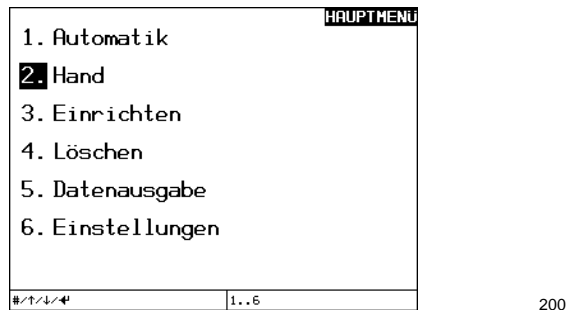 HAUPTMENÜ
1. Automatik
2. Hand
3. Einrichten
4. Löschen
5. Datenausgabe
6. Einstellungen
#/↑/↓/↵ 1..6
200